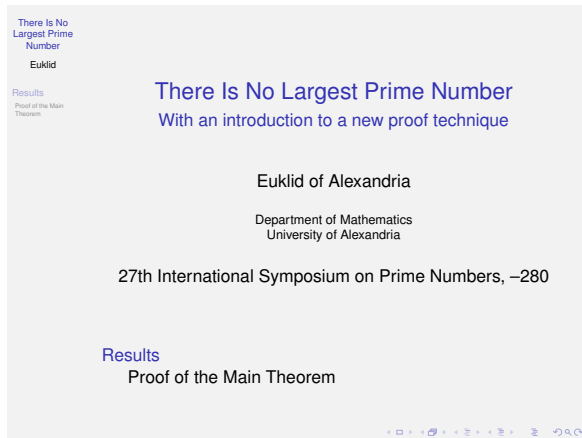 There Is No
Largest Prime
Number
Euklid
Results
Proof of the Main
Theorem
There Is No Largest Prime Number
With an introduction to a new proof technique
Euklid of Alexandria
Department of Mathematics
University of Alexandria
27th International Symposium on Prime Numbers, –280
Results
Proof of the Main Theorem